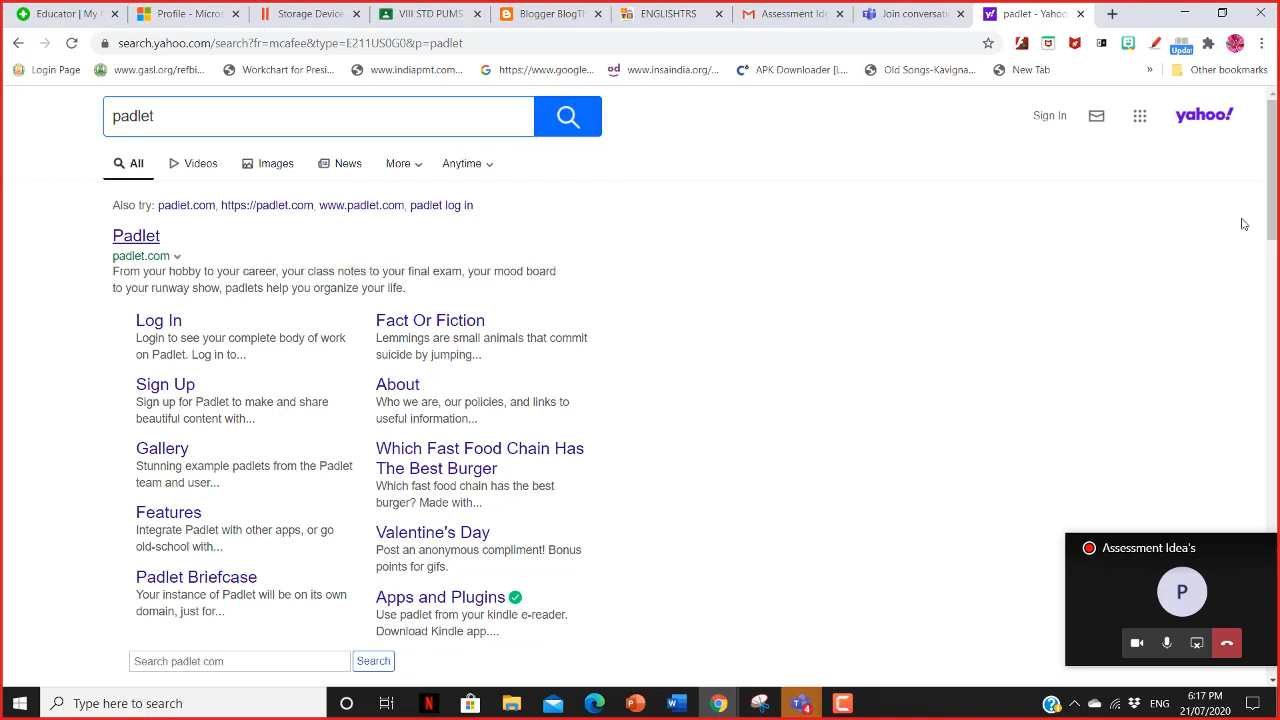 Educator | My l
Profile - Micros
Storage Device
VIII STD PUMS
Blogger BlogTh
ENGLISHTRS
Assessment Ide
Join conversati
padlet - Yahoo
search.yahoo.com/search?fr=mcafee&type=E211US0G0&p=padlet
Update
Login Page
www.gasl.org/refbi...
Workchart for Presi...
www.indiapmt.com...
https://www.google...
www.insaindia.org/...
APK Downloader [L...
Old Songs-Kavigna...
New Tab
»
Other bookmarks
padlet
Sign In
yahoo!
All
Videos
Images
News
More
Anytime
Also try: padlet.com, https://padlet.com, www.padlet.com, padlet log in
Padlet
padlet.com
From your hobby to your career, your class notes to your final exam, your mood board
to your runway show, padlets help you organize your life.
Log In
Login to see your complete body of work
on Padlet. Log in to...
Sign Up
Sign up for Padlet to make and share
beautiful content with...
Gallery
Stunning example padlets from the Padlet
team and user...
Features
Integrate Padlet with other apps, or go
old-school with...
Padlet Briefcase
Your instance of Padlet will be on its own
domain, just for...
Fact Or Fiction
Lemmings are small animals that commit
suicide by jumping...
About
Who we are, our policies, and links to
useful information...
Which Fast Food Chain Has
The Best Burger
Which fast food chain has the best
burger? Made with...
Valentine's Day
Post an anonymous compliment! Bonus
points for gifs.
Apps and Plugins
Use padlet from your kindle e-reader.
Download Kindle app....
Search padlet.com
Search
Assessment Idea's
P
Type here to search
4
ENG
6:17 PM
21/07/2020